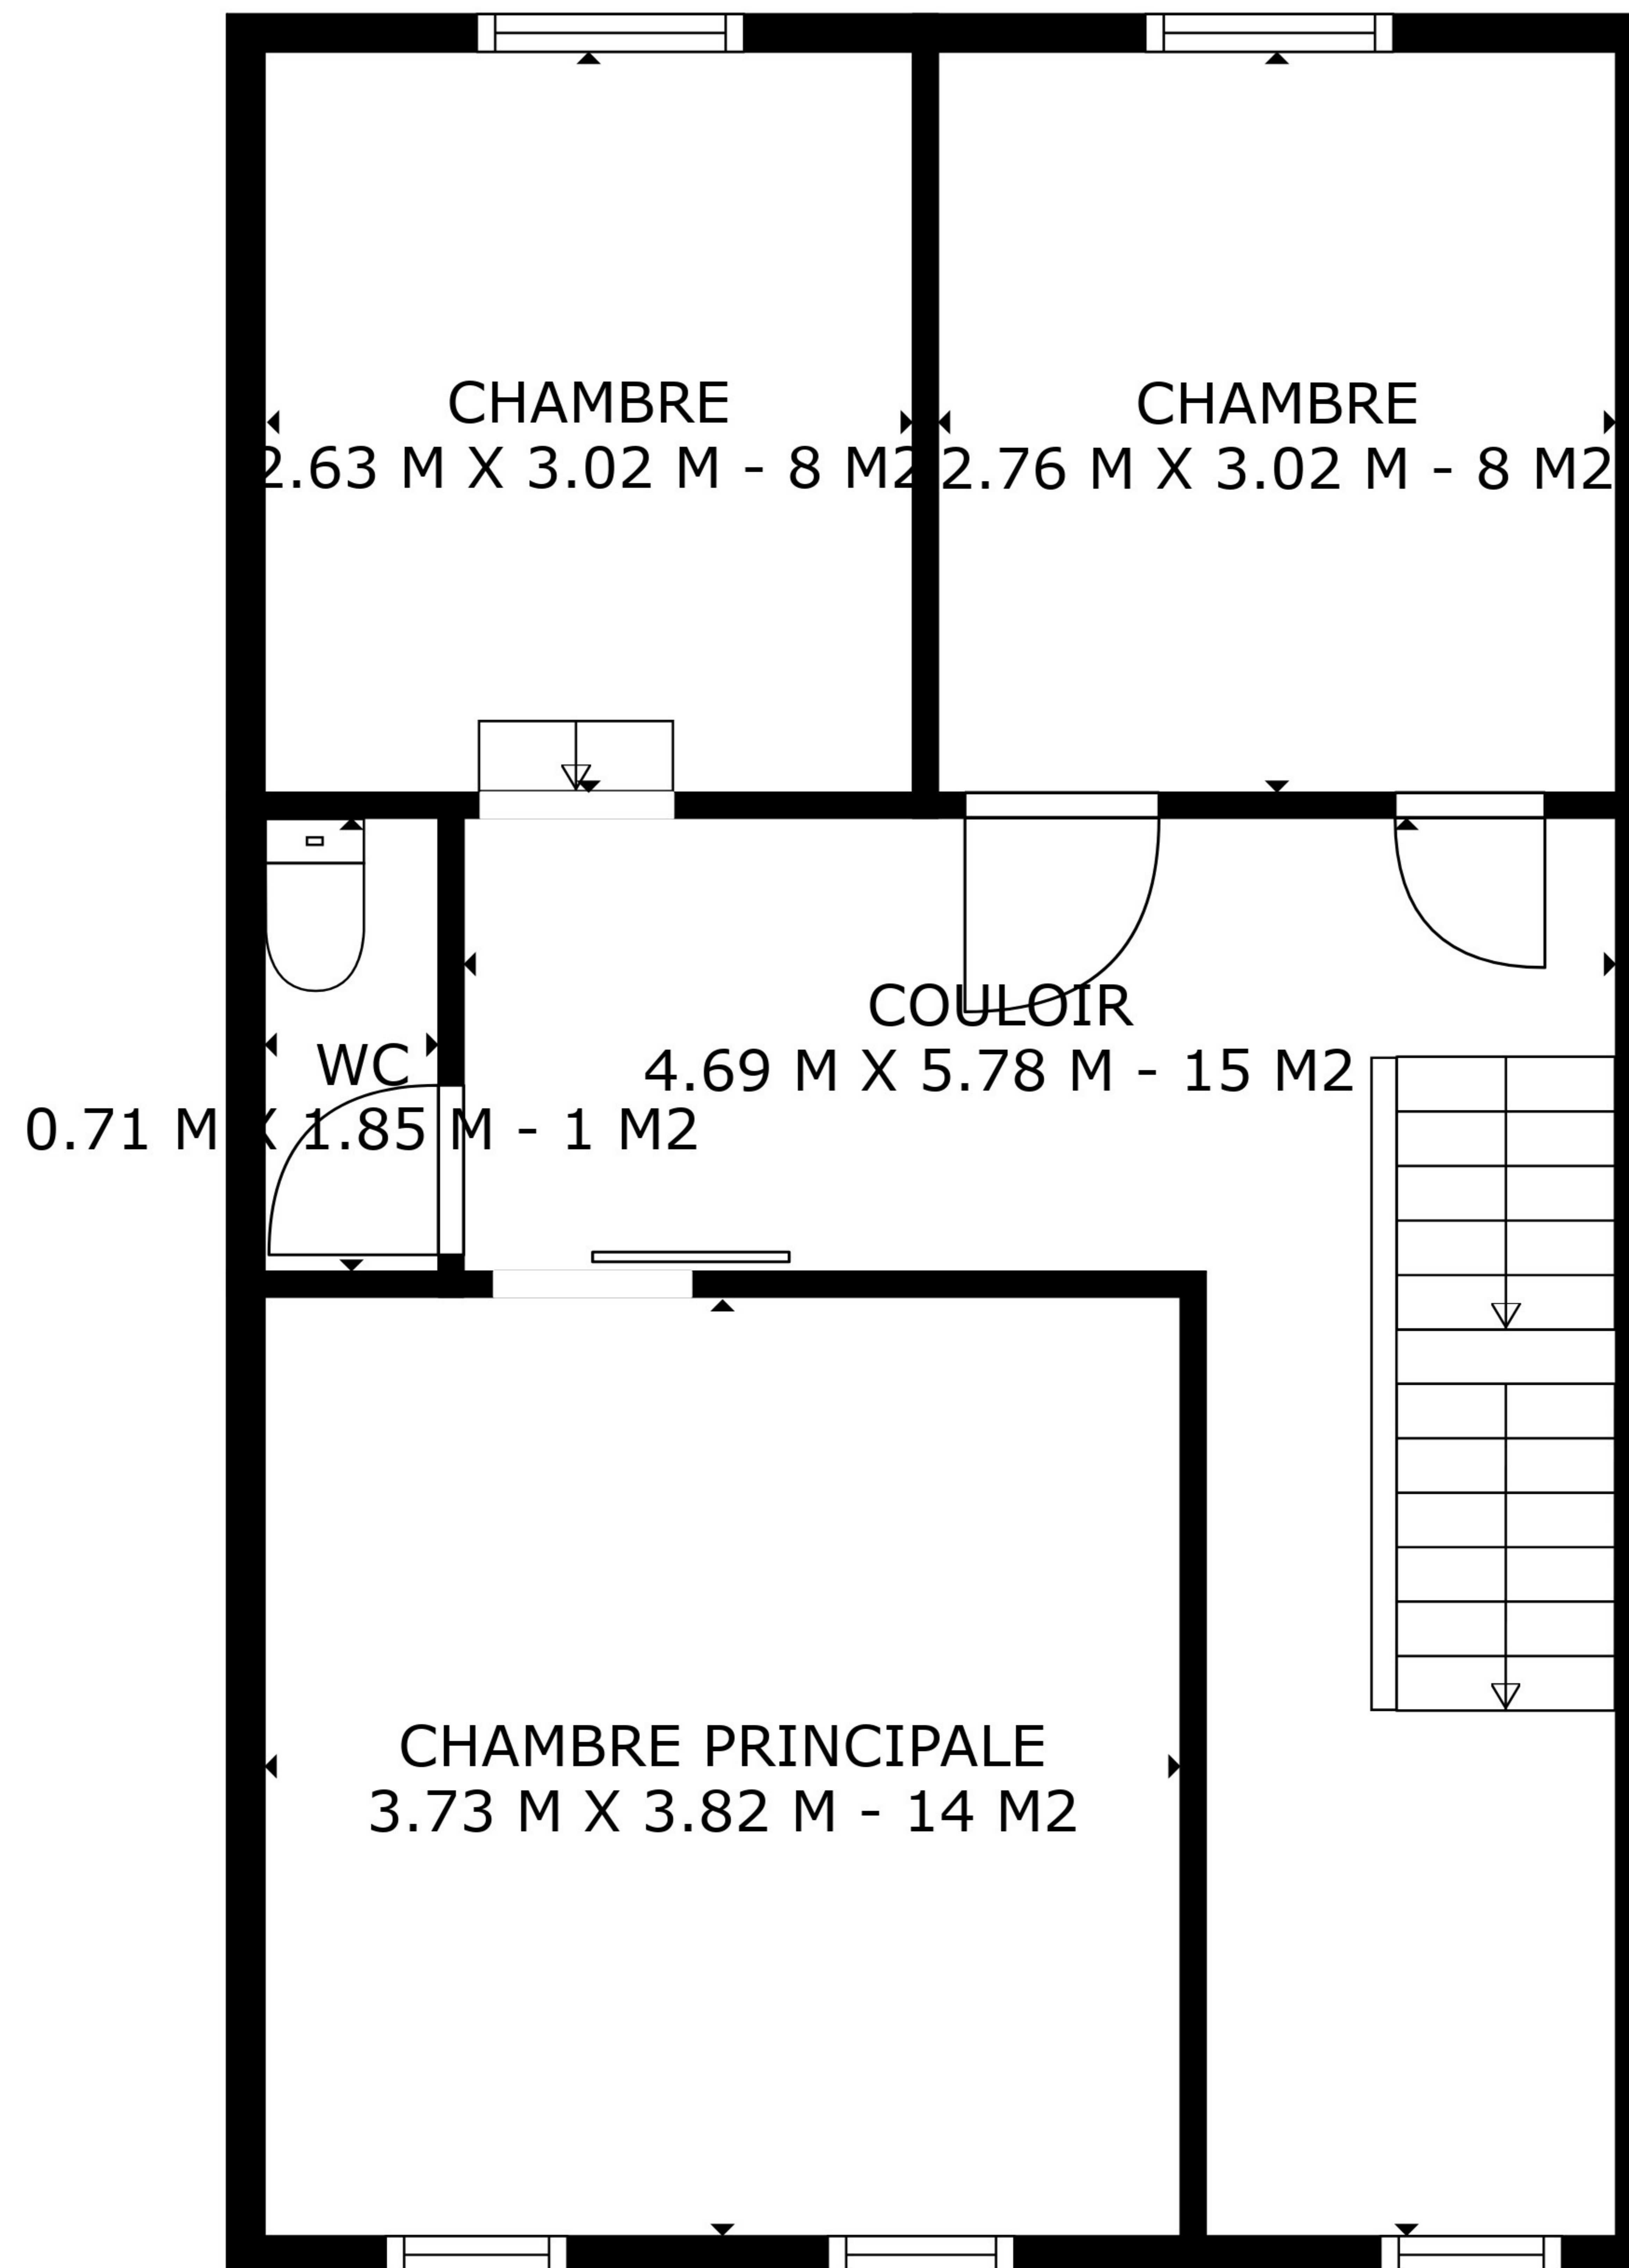 CHAMBRE
2.63 M X 3.02 M - 8 M2
CHAMBRE
2.76 M X 3.02 M - 8 M2
COULOIR
4.69 M X 5.78 M - 15 M2
WC
0.71 M X 1.85 M - 1 M2
CHAMBRE PRINCIPALE
3.73 M X 3.82 M - 14 M2